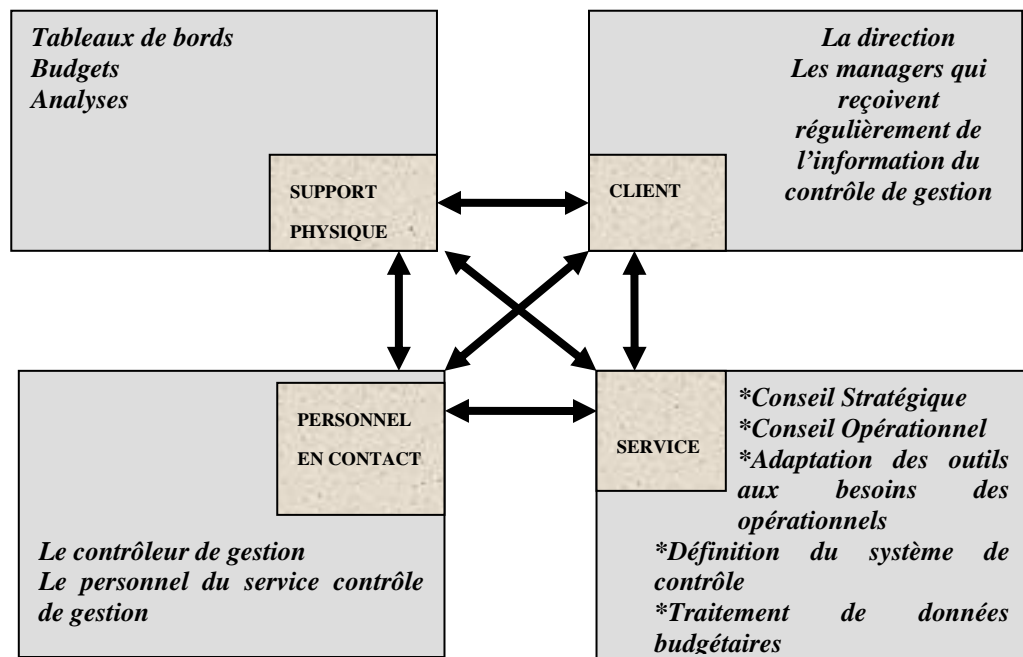 Tableaux de bords
Budgets
Analyses
SUPPORT
PHYSIQUE
La direction
Les managers qui
reçoivent
régulièrement de
l'information du
contrôle de gestion
CLIENT
PERSONNEL
EN CONTACT
Le contrôleur de gestion
Le personnel du service contrôle
de gestion
SERVICE
*Conseil Stratégique
*Conseil Opérationnel
*Adaptation des outils
aux besoins des
opérationnels
*Définition du système de
contrôle
*Traitement de données
budgétaires